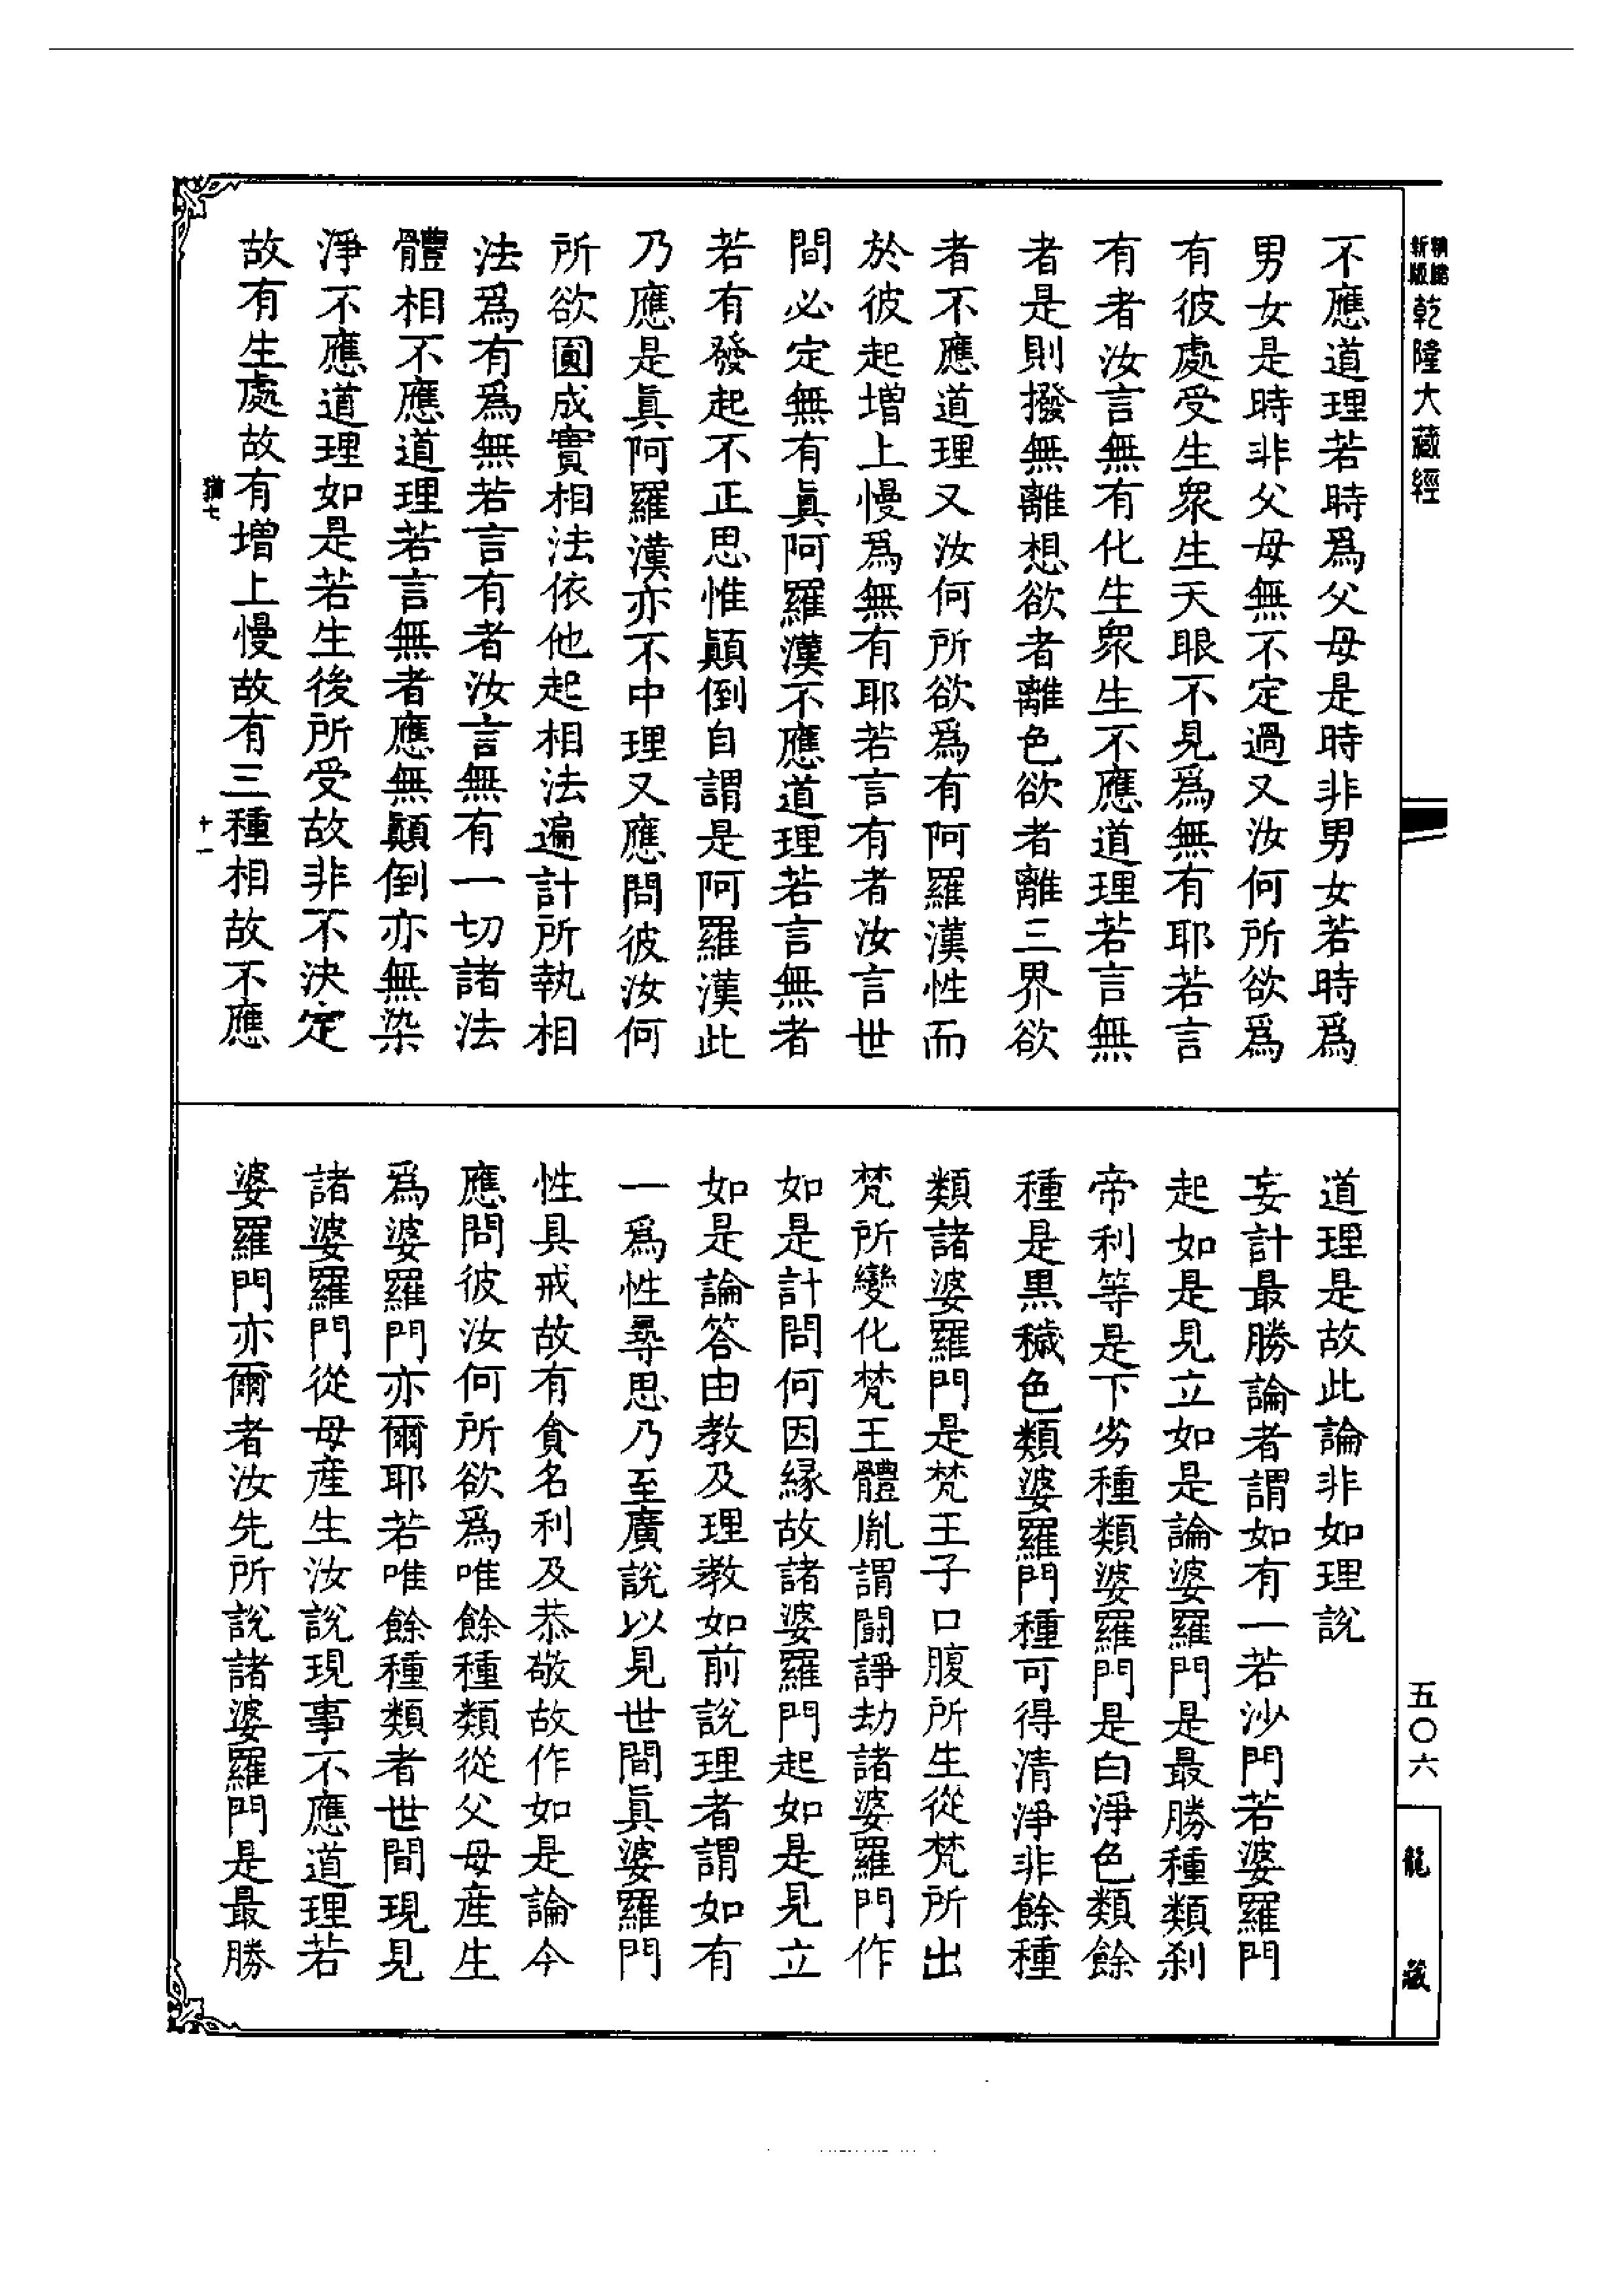 新版
乾隆大藏經
不應道理若時爲父母是時非男女若時爲
男女是時非父母無不定過又汝何所欲爲
有彼處受生衆生天眼不見爲無有耶若言
有者汝言無有化生衆生不應道理若言無
者是則撥無離想欲者離色欲者離三界欲
者不應道理又汝何所欲爲有阿羅漢性而
於彼起增上慢爲無有耶若言有者汝言世
間必定無有眞阿羅漢不應道理若言無者
若有發起不正思惟顚倒自謂是阿羅漢此
乃應是眞阿羅漢亦不中理又應問彼汝何
所欲圓成實相法依他起相法遍計所執相
法爲有爲無若言有者汝言無有一切諸法
體相不應道理若言無者應無顚倒亦無染
淨不應道理如是若生後所受故非不決定
故有生處故有增上慢故有三種相故不應
道理是故此論非如理說
妄計最勝論者謂如有一若沙門若婆羅門
起如是見立如是論婆羅門是最勝種類刹
帝利等是下劣種類婆羅門是白淨色類餘
種是黑穢色類婆羅門種可得清淨非餘種
類諸婆羅門是梵王子口腹所生從梵所出
梵所變化梵王體胤謂鬪諍劫諸婆羅門作
如是計問何因緣故諸婆羅門起如是見立
如是論答由教及理教如前說理者謂如有
一爲性尋思乃至廣說以見世間眞婆羅門
性具戒故有貪名利及恭敬故作如是論今
應問彼汝何所欲爲唯餘種類從父母產生
爲婆羅門亦爾耶若唯餘種類者世間現見
諸婆羅門從母產生汝說現事不應道理若
婆羅門亦爾者汝先所說諸婆羅門是最勝
七
十一
五〇六
龍藏